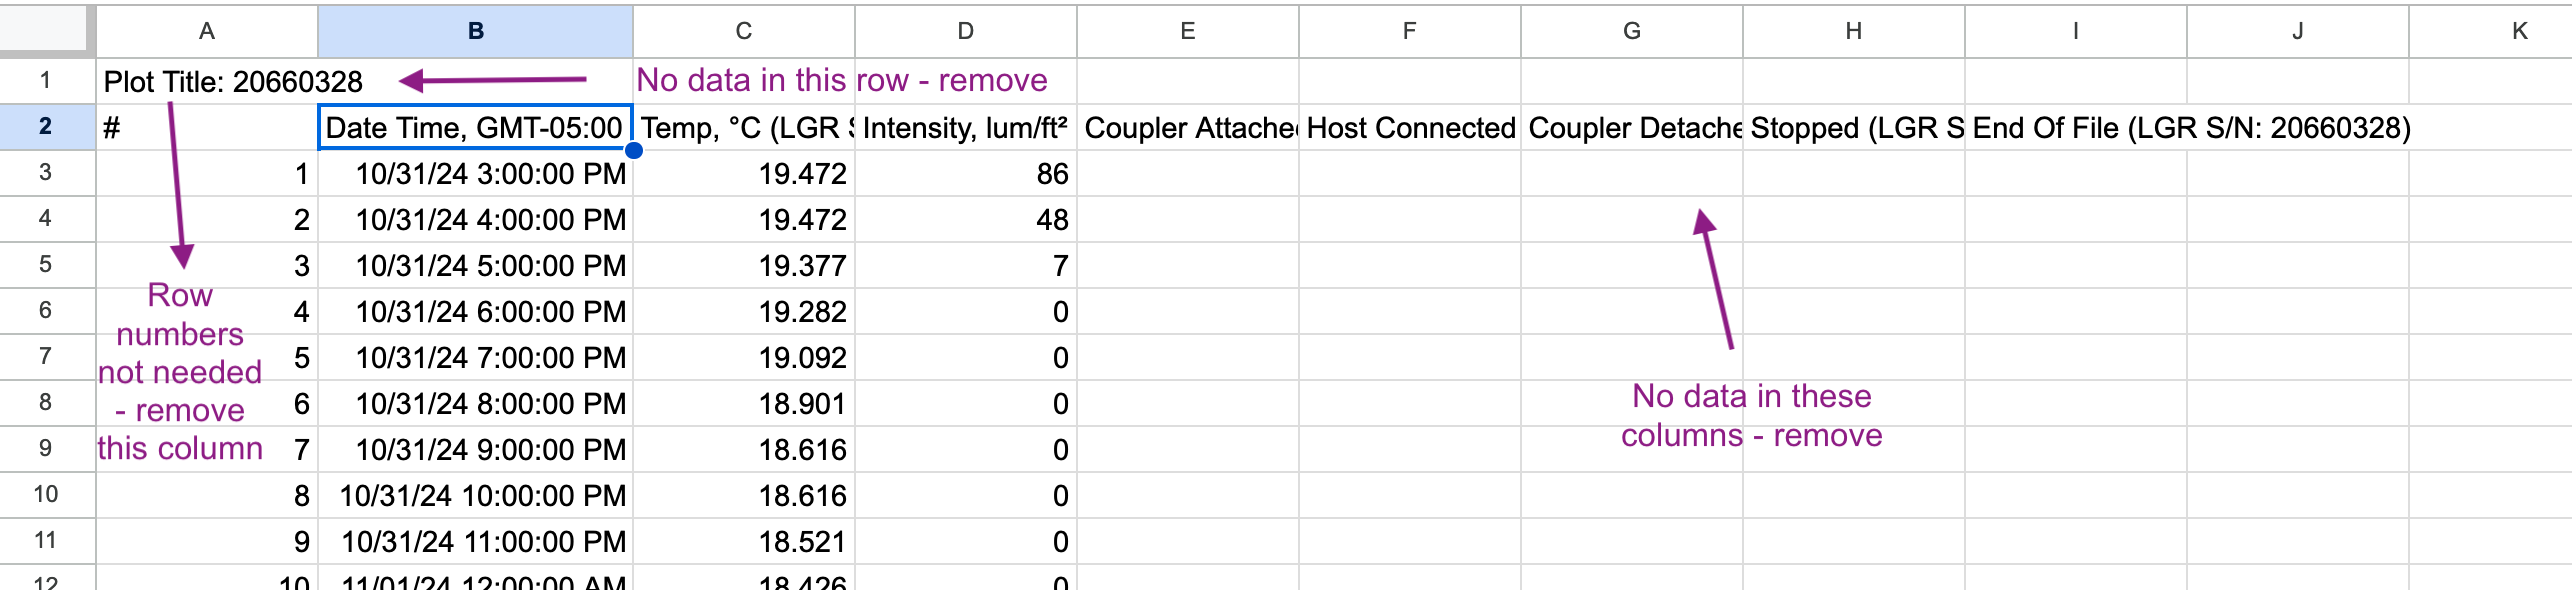 A B C D E F G H I J K
1 Plot Title: 20660328 No data in this row - remove
2 # Date Time, GMT-05:00 Temp, °C (LGR S Intensity, lum/ft² Coupler Attached Host Connected Coupler Detache Stopped (LGR S End Of File (LGR S/N: 20660328)
3 1 10/31/24 3:00:00 PM 19.472 86
4 2 10/31/24 4:00:00 PM 19.472 48
5 3 10/31/24 5:00:00 PM 19.377 7
6 4 10/31/24 6:00:00 PM 19.282 0
7 5 10/31/24 7:00:00 PM 19.092 0
8 6 10/31/24 8:00:00 PM 18.901 0
9 7 10/31/24 9:00:00 PM 18.616 0
10 8 10/31/24 10:00:00 PM 18.616 0
11 9 10/31/24 11:00:00 PM 18.521 0
12 10 11/01/24 12:00:00 AM 18.426 0
Row
numbers
not needed
- remove
this column
No data in these
columns - remove